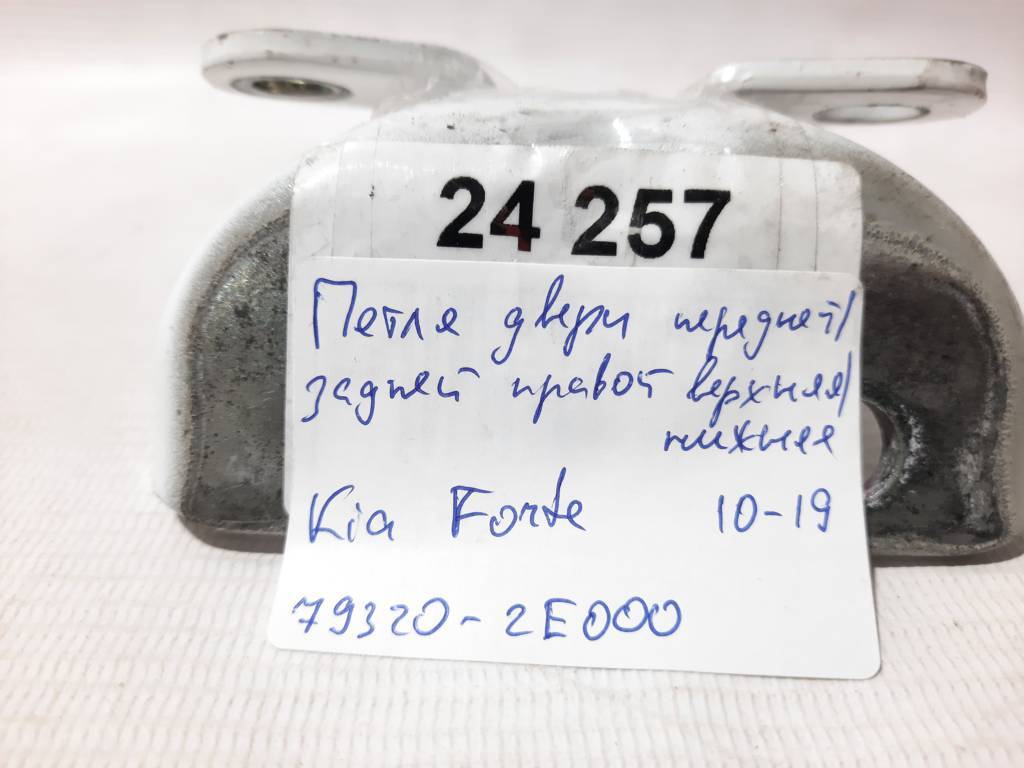 24 257
Петля двери передней/
задней правой верхняя/
нижняя
Kia Forte 10-19
79320-2E000